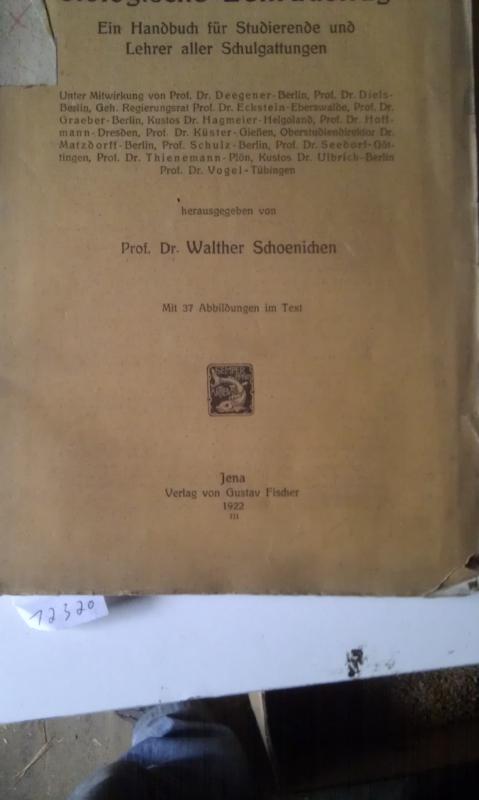 Ein Handbuch für Studierende und
Lehrer aller Schulgattungen
Unter Mitwirkung von Prof. Dr. Deegener-Berlin, Prof. Dr. Diels-
Berlin, Geh. Regierungsrat Prof. Dr. Eckstein-Eberswalde, Prof. Dr.
Graeber-Berlin, Kustos Dr. Hagmeier-Helgoland, Prof. Dr. Hoff-
mann-Dresden, Prof. Dr. Küster-Gießen, Oberstudiendirektor Dr.
Matzdorff-Berlin, Prof. Schulz-Berlin, Prof. Dr. Seedorf-Göt-
tingen, Prof. Dr. Thienemann-Plön, Kustos Dr. Ulbrich-Berlin
Prof. Dr. Vogel-Tübingen
herausgegeben von
Prof. Dr. Walther Schoenichen
Mit 37 Abbildungen im Text
Jena
Verlag von Gustav Fischer
1922
III
12320